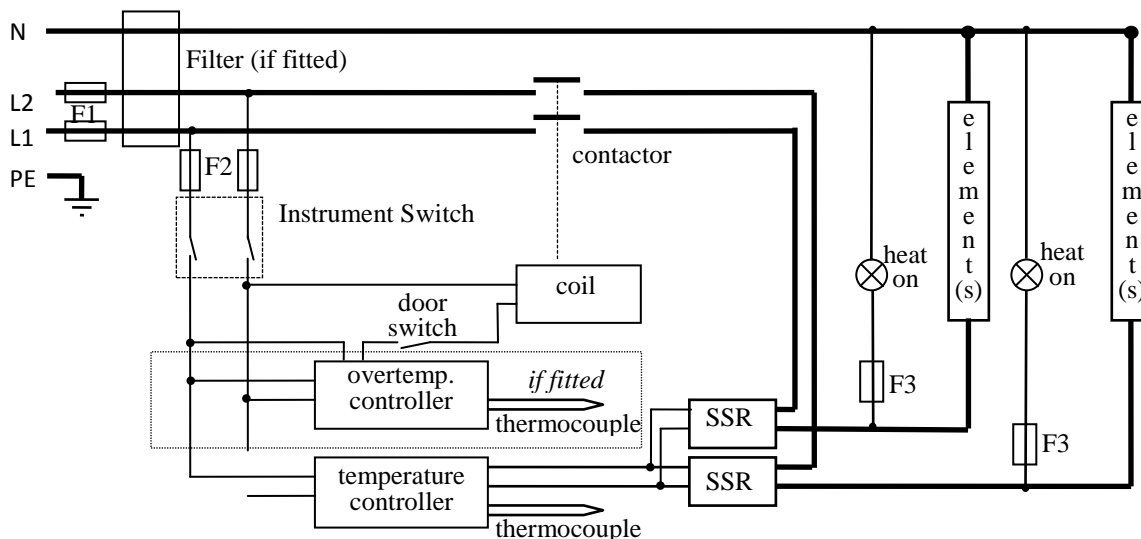 N
Filter (if fitted)
L2
F1
L1
PE
F2
contactor
Instrument Switch
coil
door
switch
overtemp.
controller
if fitted
thermocouple
temperature
controller
thermocouple
SSR
SSR
heat
on
F3
e
l
e
m
e
n
t
(s)
heat
on
F3
e
l
e
m
e
n
t
(s)